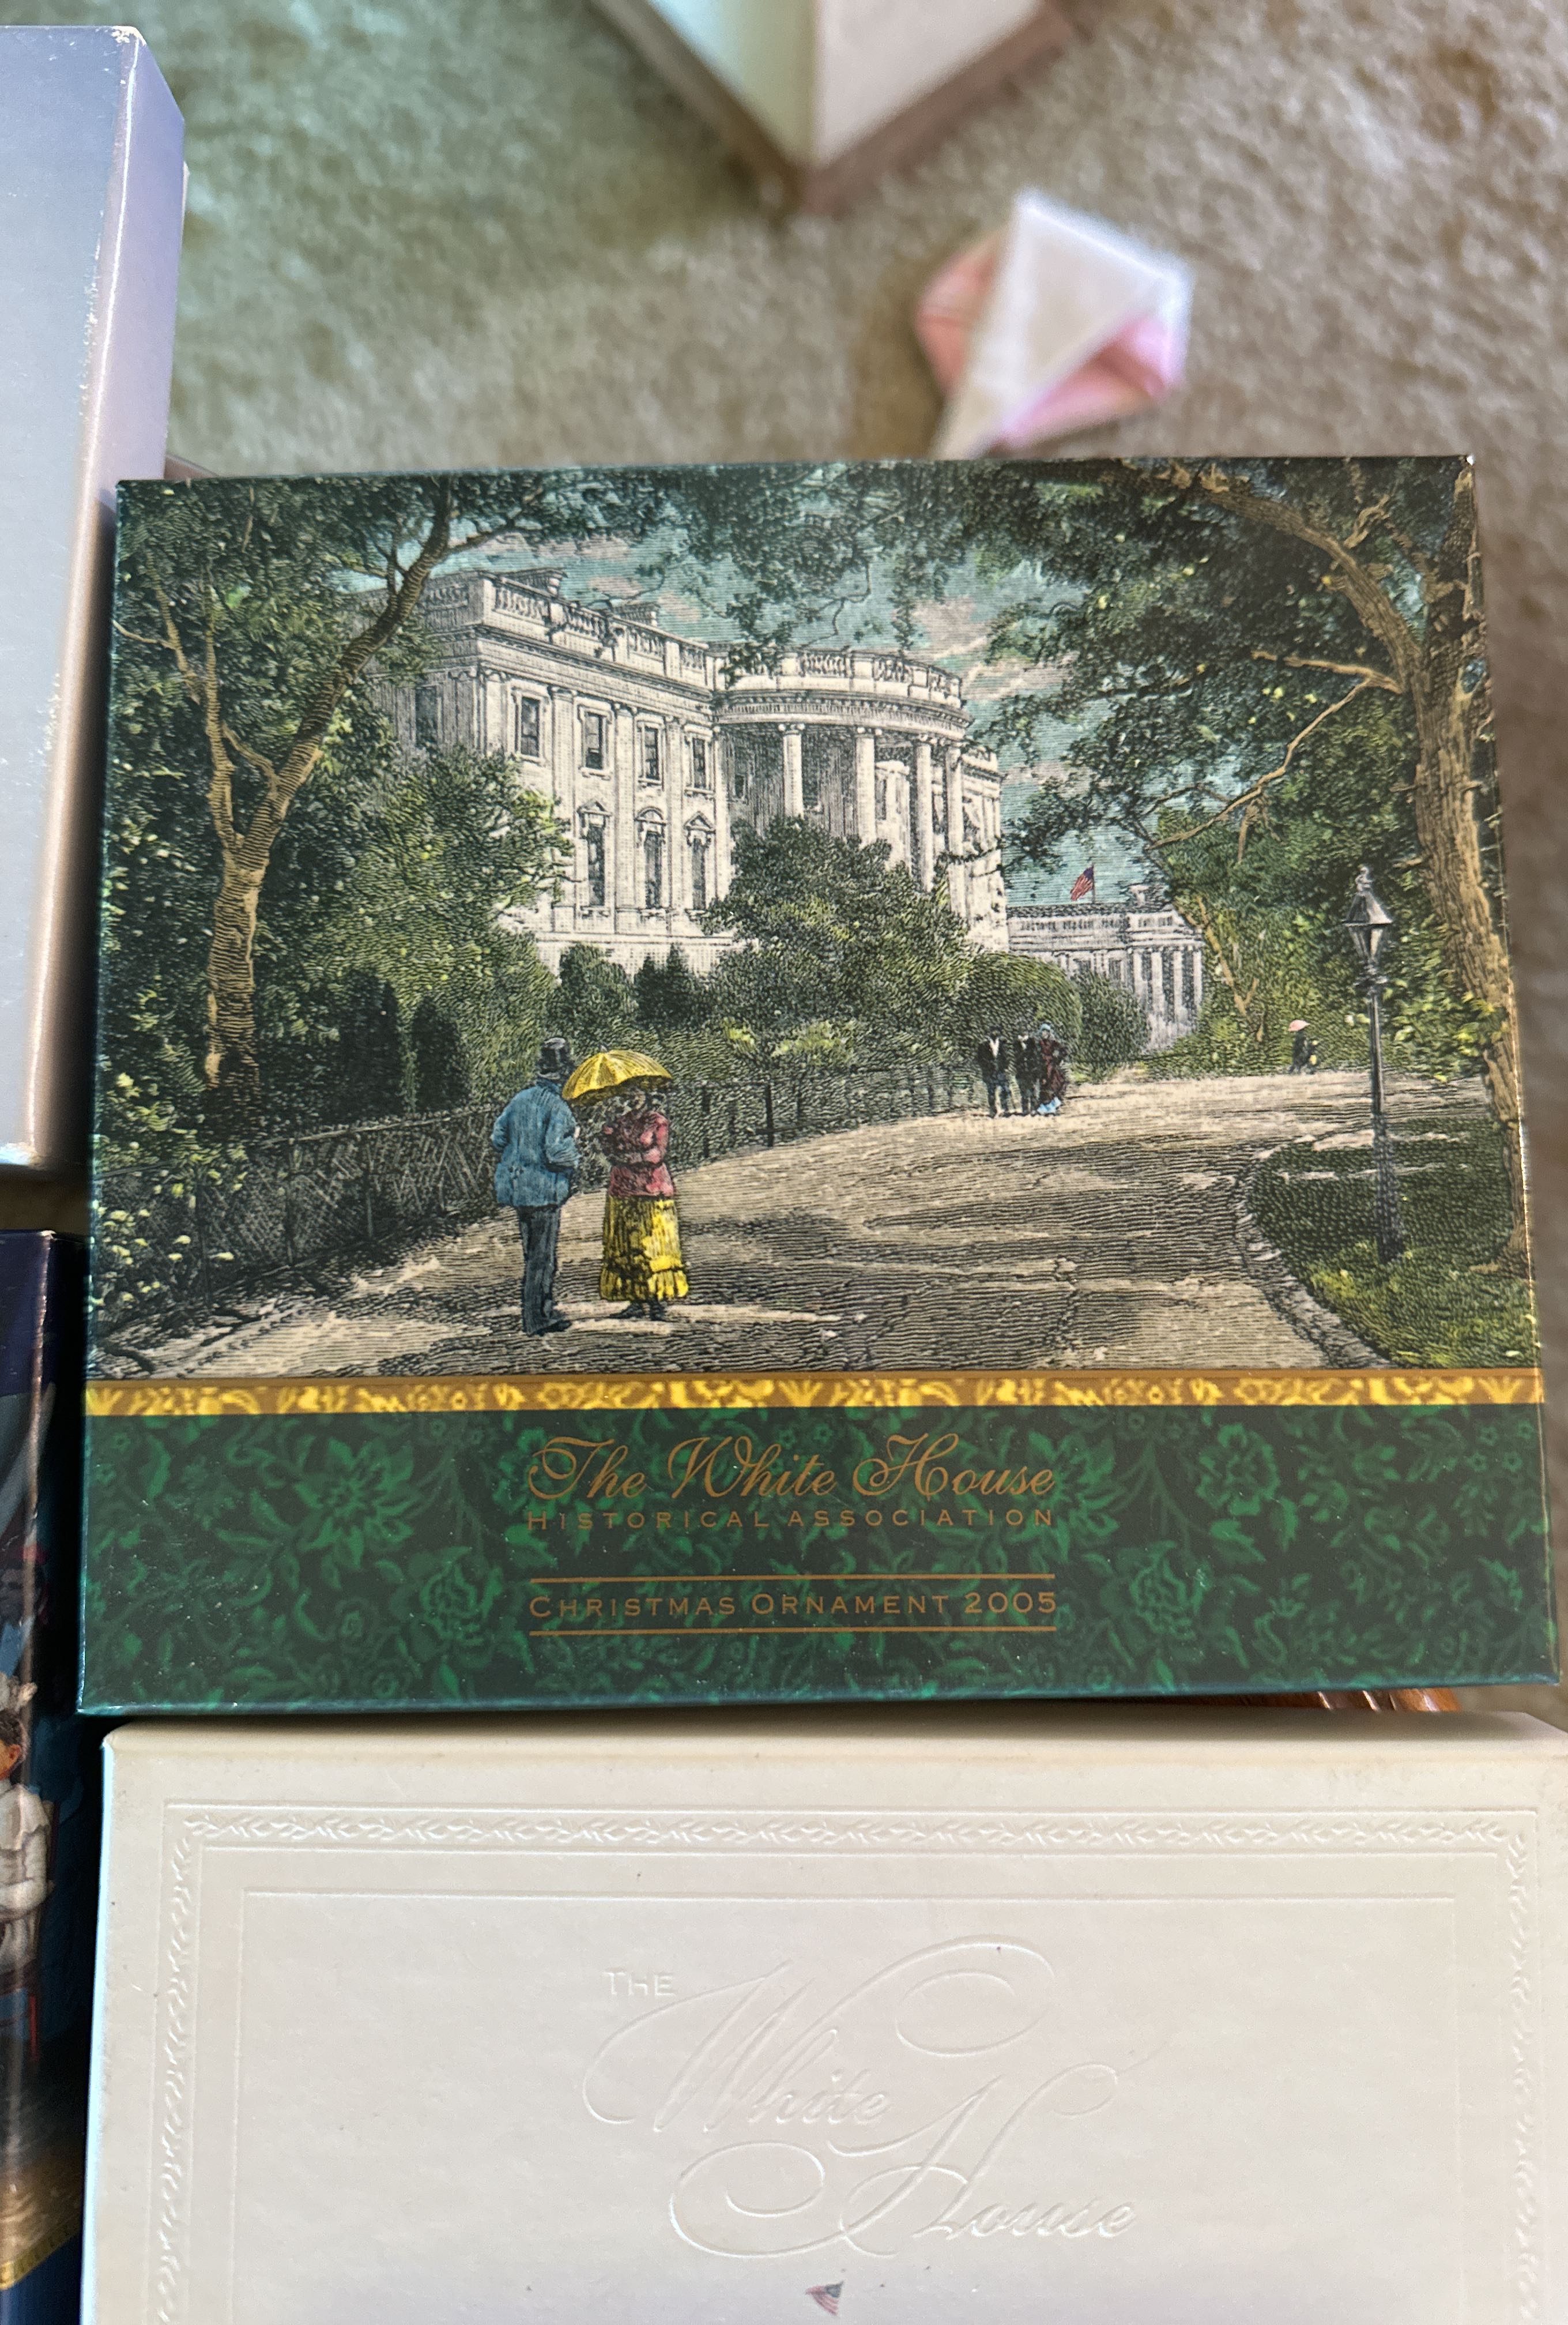 The White House
HISTORICAL ASSOCIATION
CHRISTMAS ORNAMENT 2005
THE
White
House